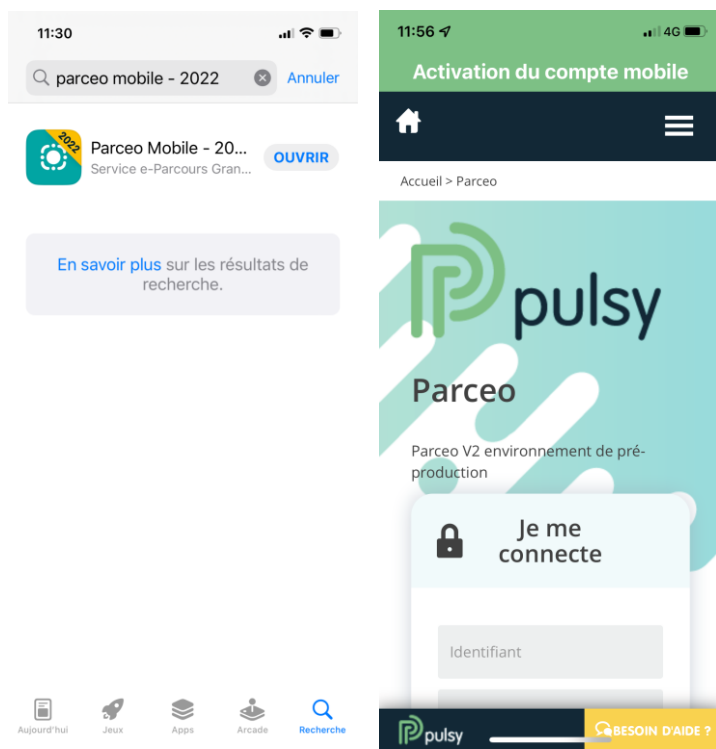 11:30
parceo mobile - 2022
Annuler
2022
Parceo Mobile - 20...
Service e-Parcours Gran...
OUVRIR
En savoir plus sur les résultats de
recherche.
Aujourd'hui
Jeux
Apps
Arcade
Recherche
11:56
4G
Activation du compte mobile
Accueil > Parceo
pulsy
Parceo
Parceo V2 environnement de pré-
production
Je me
connecte
Identifiant
pulsy
BESOIN D'AIDE ?